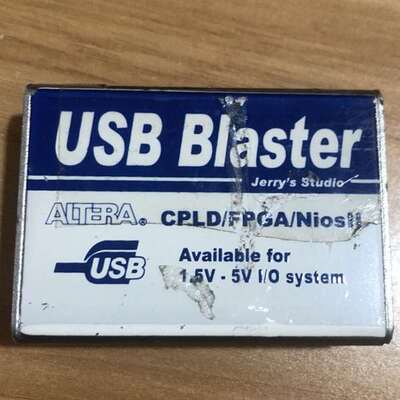 USB Blaster
Jerry's Studio
ALTERA® CPLD/FPGA/NiosII
USB
Available for
1.5V - 5V I/O system